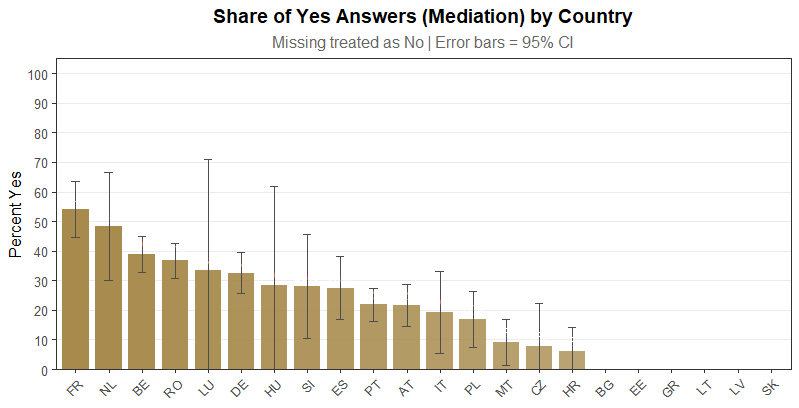 Share of Yes Answers (Mediation) by Country
Missing treated as No | Error bars = 95% CI
Percent Yes
100
90
80
70
60
50
40
30
20
10
0
FR NL BE RO LU DE HU SI ES PT AT IT PL MT CZ HR BG EE GR LT LV SK